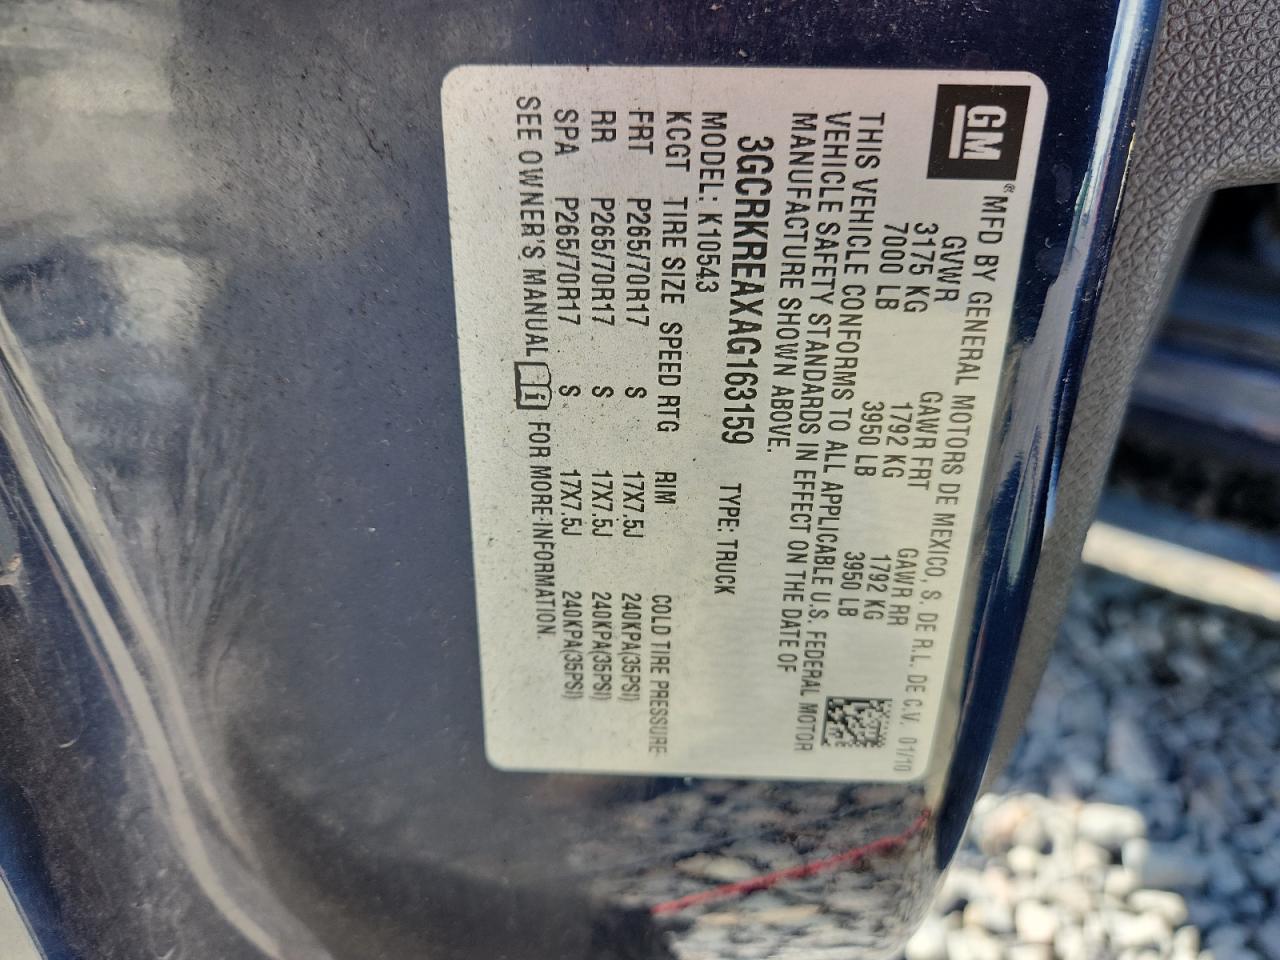 GM ® MFD BY GENERAL MOTORS DE MEXICO, S. DE R.L. DE C.V. 01/10
GVWR GAWR FRT GAWR RR
3175 KG 1792 KG 1792 KG
7000 LB 3950 LB 3950 LB
THIS VEHICLE CONFORMS TO ALL APPLICABLE U.S. FEDERAL MOTOR
VEHICLE SAFETY STANDARDS IN EFFECT ON THE DATE OF
MANUFACTURE SHOWN ABOVE.
3GCRKREAXAG163159 TYPE: TRUCK
MODEL: K10543
KCGT TIRE SIZE SPEED RTG RIM COLD TIRE PRESSURE
FRT P265/70R17 S 17X7.5J 240KPA(35PSI)
RR P265/70R17 S 17X7.5J 240KPA(35PSI)
SPA P265/70R17 S 17X7.5J 240KPA(35PSI)
SEE OWNER'S MANUAL FOR MORE INFORMATION.